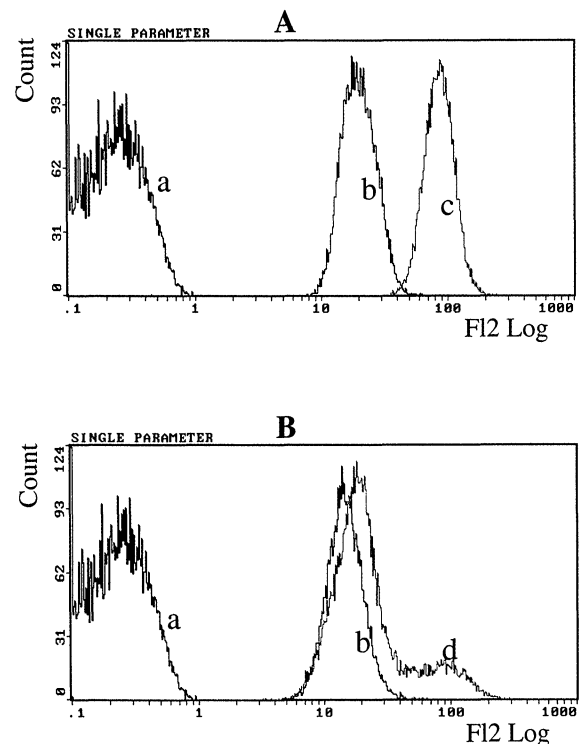 A
SINGLE PARAMETER
Count
124
93
62
31
0
a
b
c
.1 1 10 100 1000
Fl2 Log
B
SINGLE PARAMETER
Count
124
93
62
31
0
a
b
d
.1 1 10 100 1000
Fl2 Log